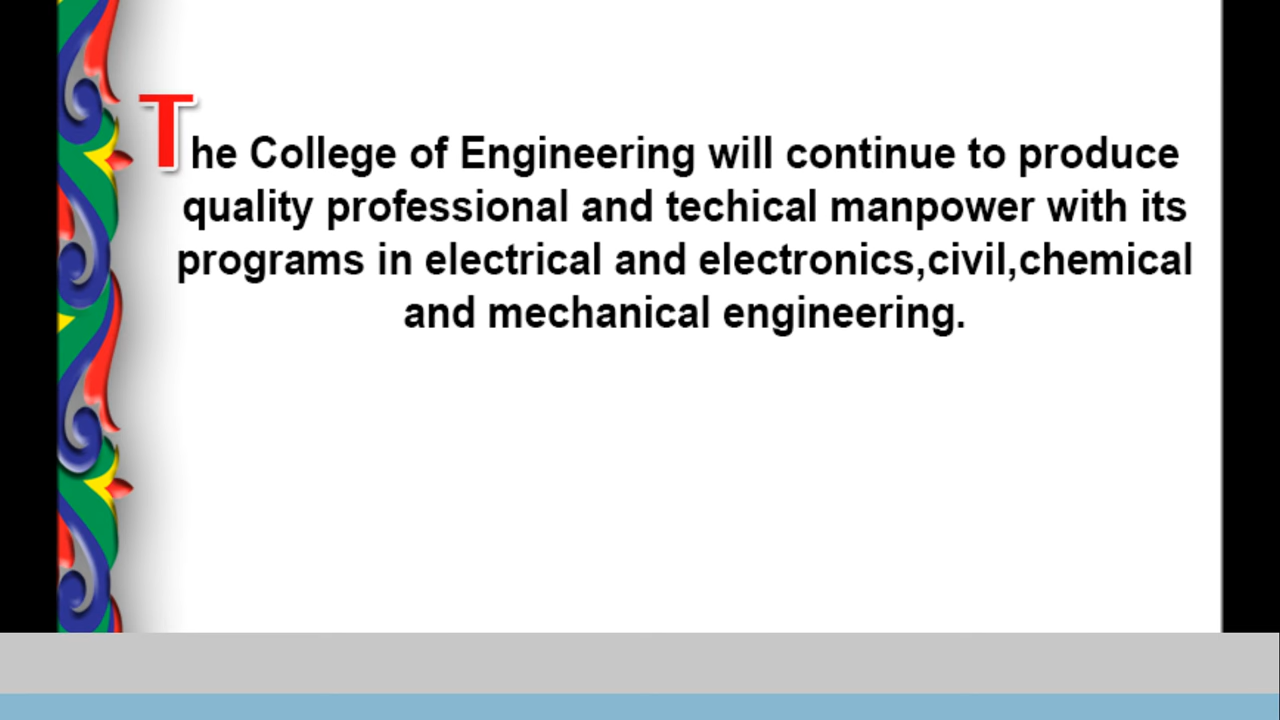 The College of Engineering will continue to produce
quality professional and techical manpower with its
programs in electrical and electronics,civil,chemical
and mechanical engineering.